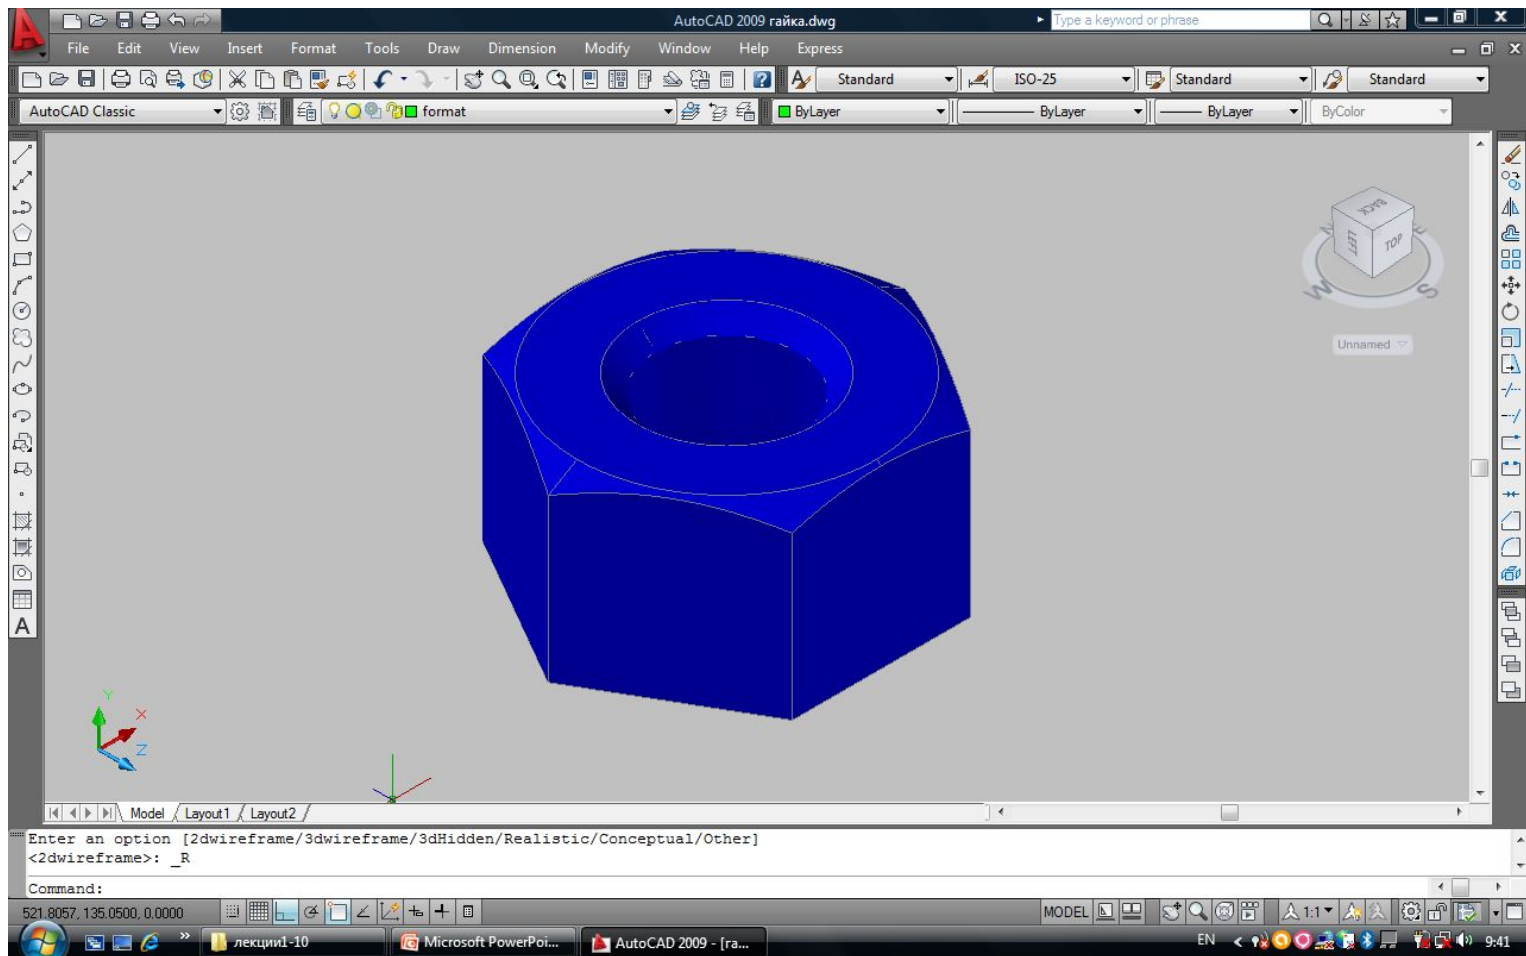 AutoCAD 2009 гайка.dwg
Type a keyword or phrase
File Edit View Insert Format Tools Draw Dimension Modify Window Help Express
Standard ISO-25 Standard Standard
AutoCAD Classic format ByLayer ByLayer ByLayer ByColor
BACK
LEFT TOP
W S
Unnamed
Y
X
Z
Model Layout1 Layout2
Enter an option [2dwireframe/3dwireframe/3dHidden/Realistic/Conceptual/Other]
<2dwireframe>: _R
Command:
521.8057, 135.0500, 0.0000 MODEL 1:1
лекции1-10 Microsoft PowerPoi... AutoCAD 2009 - [га... EN 9:41